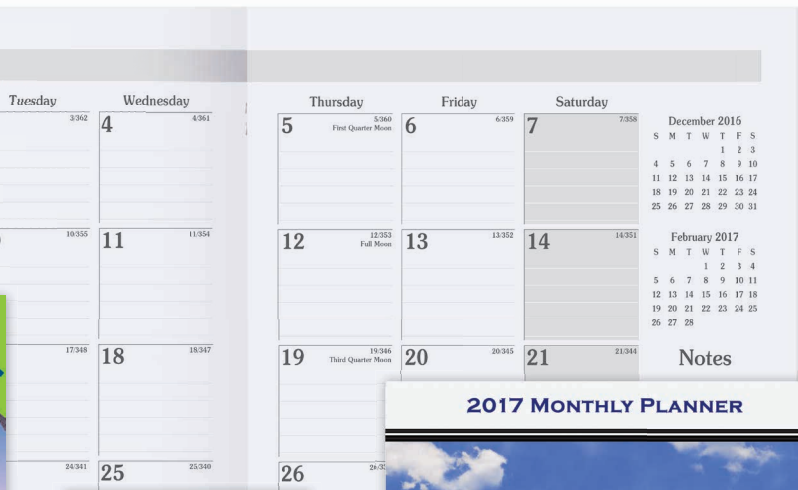 Tuesday Wednesday Thursday Friday Saturday
3/362 4 4/361 5 5/360 6 6/359 7 7/358
First Quarter Moon
December 2016
S M T W T F S
1 2 3
4 5 6 7 8 9 10
11 12 13 14 15 16 17
18 19 20 21 22 23 24
25 26 27 28 29 30 31
10/355 11 11/354 12 12/353 13 13/352 14 14/351
Full Moon
February 2017
S M T W T F S
1 2 3 4
5 6 7 8 9 10 11
12 13 14 15 16 17 18
19 20 21 22 23 24 25
26 27 28
17/348 18 18/347 19 19/346 20 20/345 21 21/344
Third Quarter Moon
Notes
2017 MONTHLY PLANNER
24/341 25 25/340 26